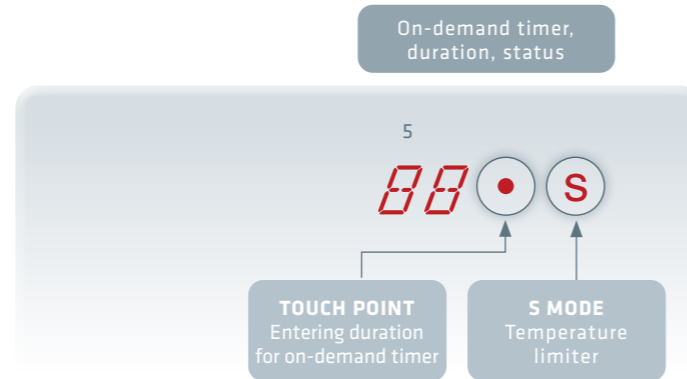 On-demand timer,
duration, status
5
88 • S
TOUCH POINT
Entering duration
for on-demand timer
S MODE
Temperature
limiter